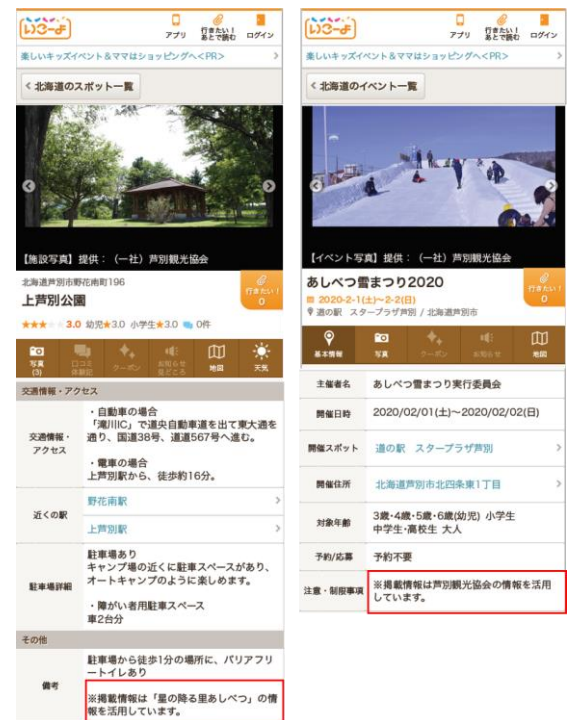 いこーよ
アプリ
行きたい！
あとで読む
ログイン
楽しいキッズイベント＆ママはショッピングへ<PR>
北海道のスポット一覧
【施設写真】提供：（一社）芦別観光協会
北海道芦別市野花南町196
上芦別公園
行きたい！
0
★★★ 3.0 幼児★3.0 小学生★3.0 0件
写真
(3)
口コミ
体験記
クーポン
お知らせ
見どころ
地図
天気
交通情報・アクセス
交通情報・
アクセス
・自動車の場合
「滝川IC」で道央自動車道を出て東大通を
通り、国道38号、道道567号へ進む。
・電車の場合
上芦別駅から、徒歩約16分。
近くの駅
野花南駅
上芦別駅
駐車場詳細
駐車場あり
キャンプ場の近くに駐車スペースがあり、
オートキャンプのように楽しめます。
・障がい者用駐車スペース
車2台分
その他
備考
駐車場から徒歩1分の場所に、バリアフリ
ートイレあり
※掲載情報は「星の降る里あしべつ」の情
報を活用しています。
いこーよ
アプリ
行きたい！
あとで読む
ログイン
楽しいキッズイベント＆ママはショッピングへ<PR>
北海道のイベント一覧
【イベント写真】提供：（一社）芦別観光協会
あしべつ雪まつり2020
2020-2-1(土)〜2-2(日)
道の駅 スタープラザ芦別 / 北海道芦別市
行きたい！
0
基本情報
写真
クーポン
お知らせ
地図
主催者名
あしべつ雪まつり実行委員会
開催日時
2020/02/01(土)〜2020/02/02(日)
開催スポット
道の駅 スタープラザ芦別
開催住所
北海道芦別市北四条東1丁目
対象年齢
3歳・4歳・5歳・6歳(幼児) 小学生
中学生・高校生 大人
予約/応募
予約不要
注意・制限事項
※掲載情報は芦別観光協会の情報を活用
しています。